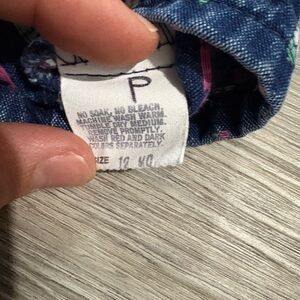 P
NO SOAK, NO BLEACH,
MACHINE WASH WARM.
TUMBLE DRY MEDIUM.
REMOVE PROMPTLY.
WASH RED AND DARK
COLORS SEPARATELY.
SIZE 12 MO